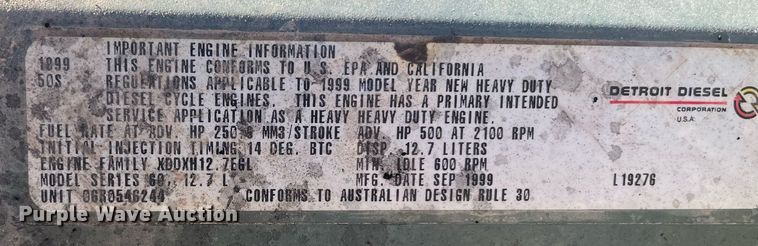 IMPORTANT ENGINE INFORMATION
1899 THIS ENGINE CONFORMS TO U.S. EPA AND CALIFORNIA
50S REGULATIONS APPLICABLE TO 1999 MODEL YEAR NEW HEAVY DUTY
DIESEL CYCLE ENGINES. THIS ENGINE HAS A PRIMARY INTENDED
SERVICE APPLICATION AS A HEAVY HEAVY DUTY ENGINE.
FUEL RATE AT ADV. HP 250.6 MM3/STROKE ADV. HP 500 AT 2100 RPM
INITIAL INJECTION TIMING 14 DEG. BTC DISP. 12.7 LITERS
ENGINE FAMILY XDDXH12.7EGL MIN. IDLE 600 RPM
MODEL SERIES 60, 12.7 L MFG. DATE SEP 1999 L19276
UNIT 06R0546244 CONFORMS TO AUSTRALIAN DESIGN RULE 30
DETROIT DIESEL
CORPORATION
U.S.A.
Purple Wave Auction